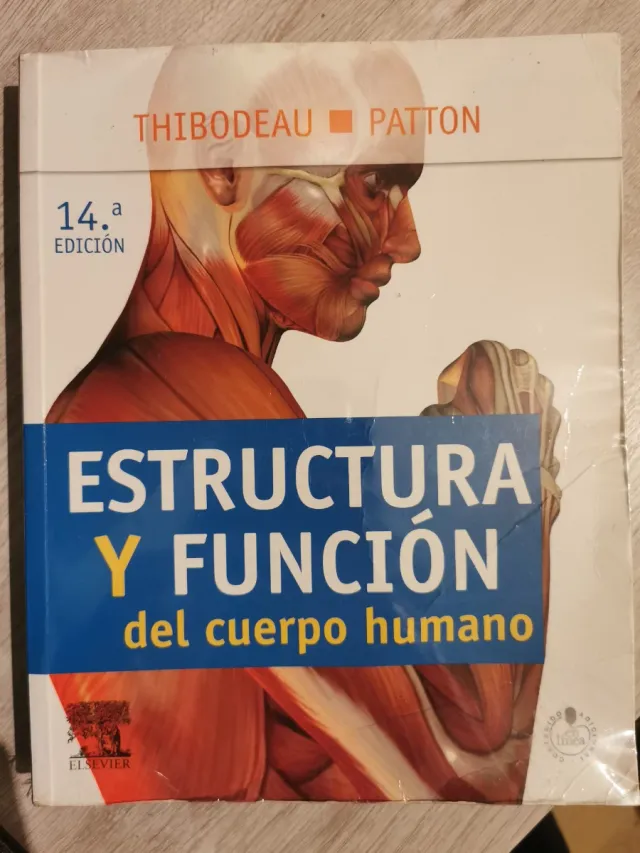 THIBODEAU ■ PATTON
14.ª
EDICIÓN
ESTRUCTURA
Y FUNCIÓN
del cuerpo humano
ELSEVIER